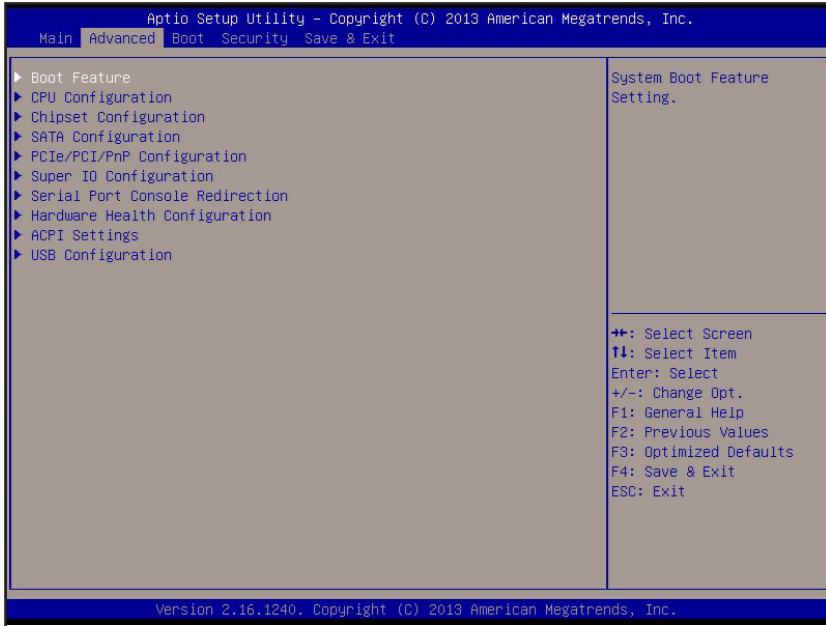 Aptio Setup Utility – Copyright (C) 2013 American Megatrends, Inc.
Main Advanced Boot Security Save & Exit
▶ Boot Feature
▶ CPU Configuration
▶ Chipset Configuration
▶ SATA Configuration
▶ PCIe/PCI/PnP Configuration
▶ Super IO Configuration
▶ Serial Port Console Redirection
▶ Hardware Health Configuration
▶ ACPI Settings
▶ USB Configuration
System Boot Feature
Setting.
→←: Select Screen
↑↓: Select Item
Enter: Select
+/-: Change Opt.
F1: General Help
F2: Previous Values
F3: Optimized Defaults
F4: Save & Exit
ESC: Exit
Version 2.16.1240. Copyright (C) 2013 American Megatrends, Inc.